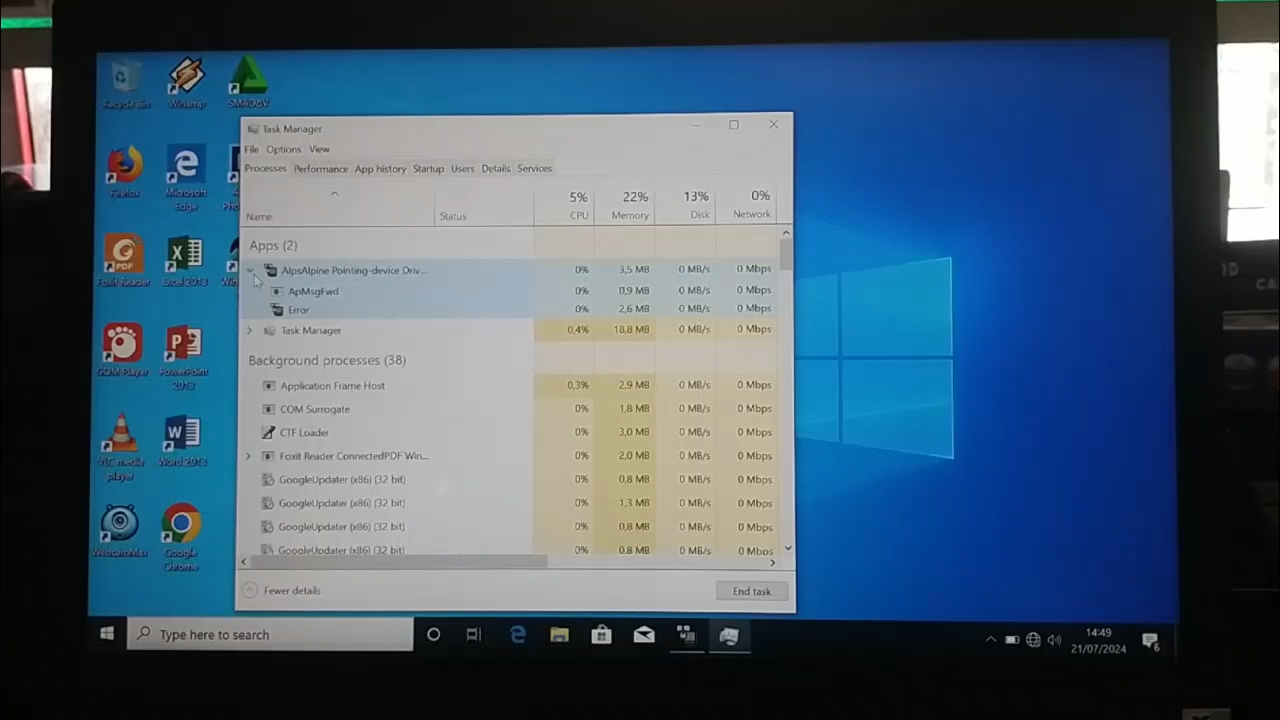 Recycle Bin
Winamp
SMADAV
Firefox
Microsoft
Edge
Foxit Reader
Excel 2013
GOM Player
PowerPoint
2013
VLC media
player
Word 2013
WebcamMax
Google
Chrome
Task Manager
File Options View
Processes Performance App history Startup Users Details Services
5% 22% 13% 0%
Name Status CPU Memory Disk Network
Apps (2)
AlpsAlpine Pointing-device Driv... 0% 3,5 MB 0 MB/s 0 Mbps
ApMsgFwd 0% 0,9 MB 0 MB/s 0 Mbps
Error 0% 2,6 MB 0 MB/s 0 Mbps
Task Manager 0,4% 18,8 MB 0 MB/s 0 Mbps
Background processes (38)
Application Frame Host 0,3% 2,9 MB 0 MB/s 0 Mbps
COM Surrogate 0% 1,8 MB 0 MB/s 0 Mbps
CTF Loader 0% 3,0 MB 0 MB/s 0 Mbps
Foxit Reader ConnectedPDF Win... 0% 2,0 MB 0 MB/s 0 Mbps
GoogleUpdater (x86) (32 bit) 0% 0,8 MB 0 MB/s 0 Mbps
GoogleUpdater (x86) (32 bit) 0% 1,3 MB 0 MB/s 0 Mbps
GoogleUpdater (x86) (32 bit) 0% 0,8 MB 0 MB/s 0 Mbps
GoogleUpdater (x86) (32 bit) 0% 0,8 MB 0 MB/s 0 Mbps
Fewer details
End task
Type here to search
14:49
21/07/2024
6